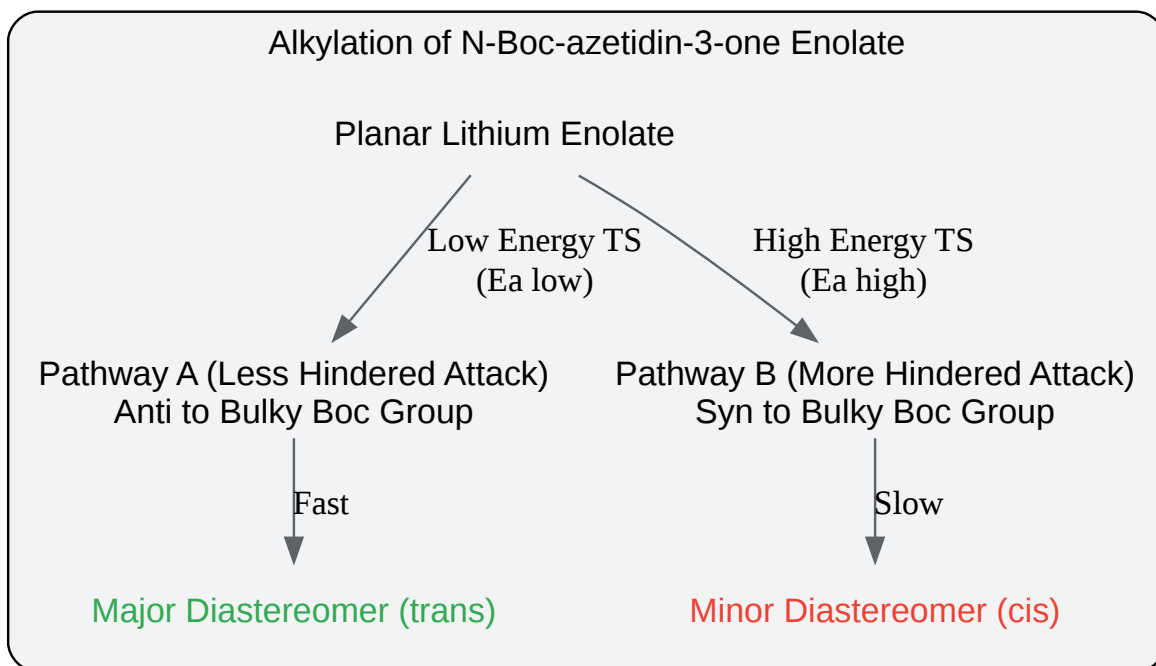 Alkylation of N-Boc-azetidin-3-one Enolate
Planar Lithium Enolate
Low Energy TS
(Ea low)
High Energy TS
(Ea high)
Pathway A (Less Hindered Attack)
Anti to Bulky Boc Group
Pathway B (More Hindered Attack)
Syn to Bulky Boc Group
Fast
Slow
Major Diastereomer (trans)
Minor Diastereomer (cis)